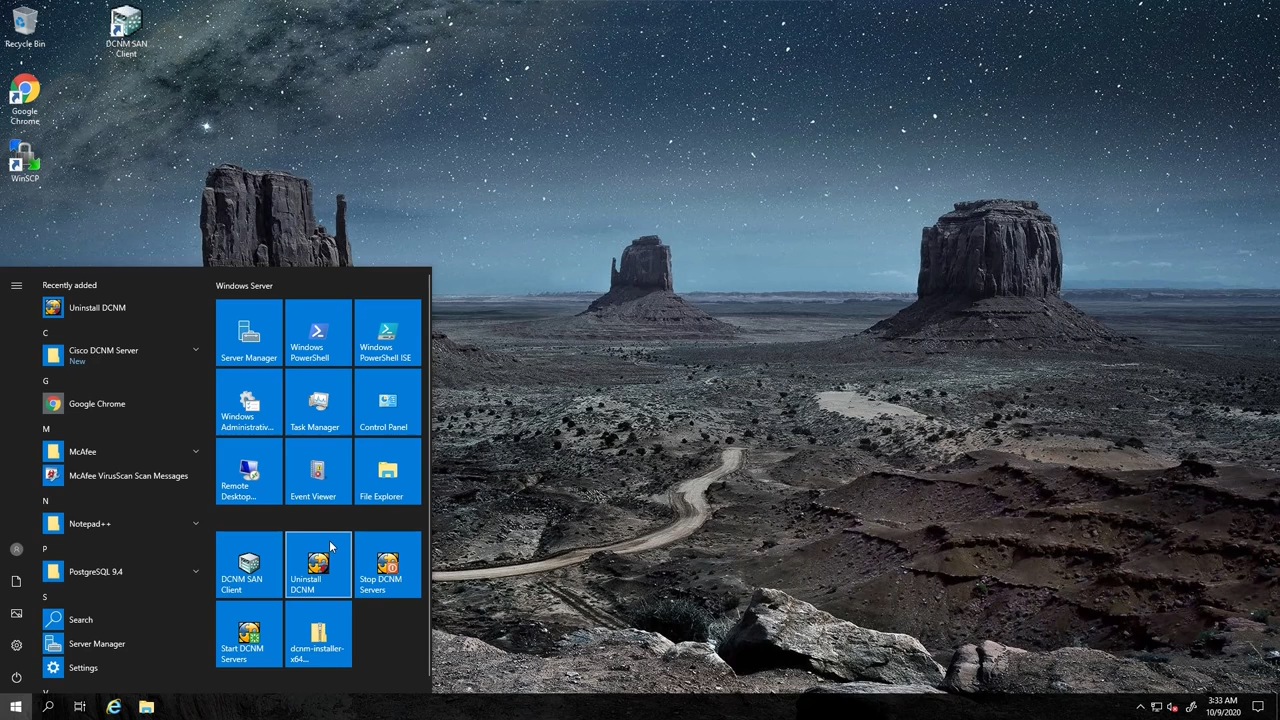 Recycle Bin
DCNM SAN
Client
Google
Chrome
WinSCP
Recently added
Uninstall DCNM
C
Cisco DCNM Server
New
G
Google Chrome
M
McAfee
McAfee VirusScan Scan Messages
N
Notepad++
P
PostgreSQL 9.4
S
Search
Server Manager
Settings
Windows Server
Server Manager
Windows
PowerShell
Windows
PowerShell ISE
Windows
Administrativ...
Task Manager
Control Panel
Remote
Desktop...
Event Viewer
File Explorer
DCNM SAN
Client
Uninstall
DCNM
Stop DCNM
Servers
Start DCNM
Servers
dcnm-installer-
x64...
3:33 AM
10/9/2020